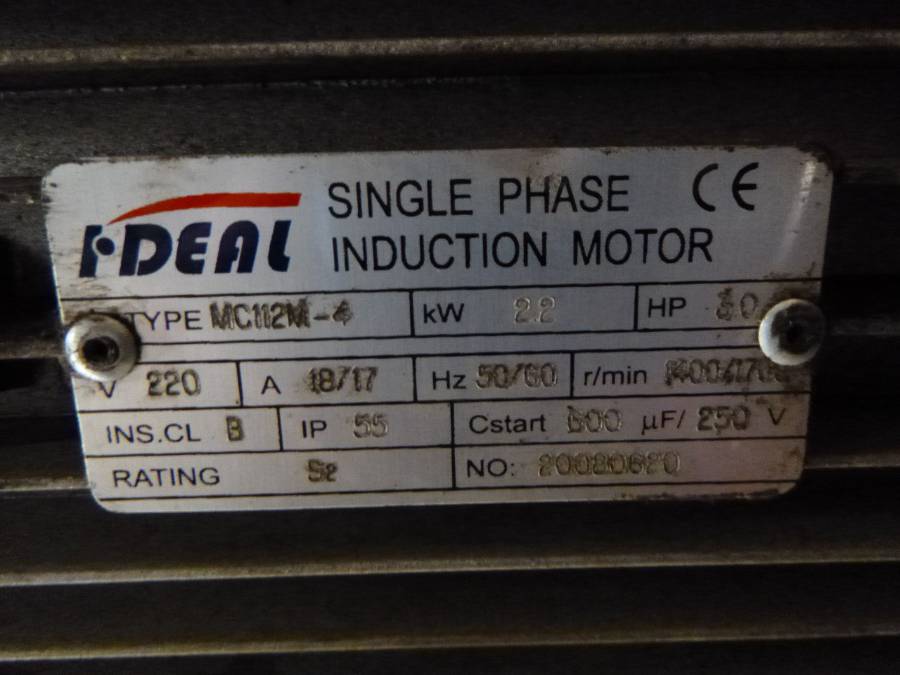 IDEAL SINGLE PHASE CE
INDUCTION MOTOR
TYPE MC112M-4 kW 2.2 HP 3.0
V 220 A 18/17 Hz 50/60 r/min
INS.CL B IP 55 Cstart 600 μF/ 250 V
RATING S2 NO: 20080620